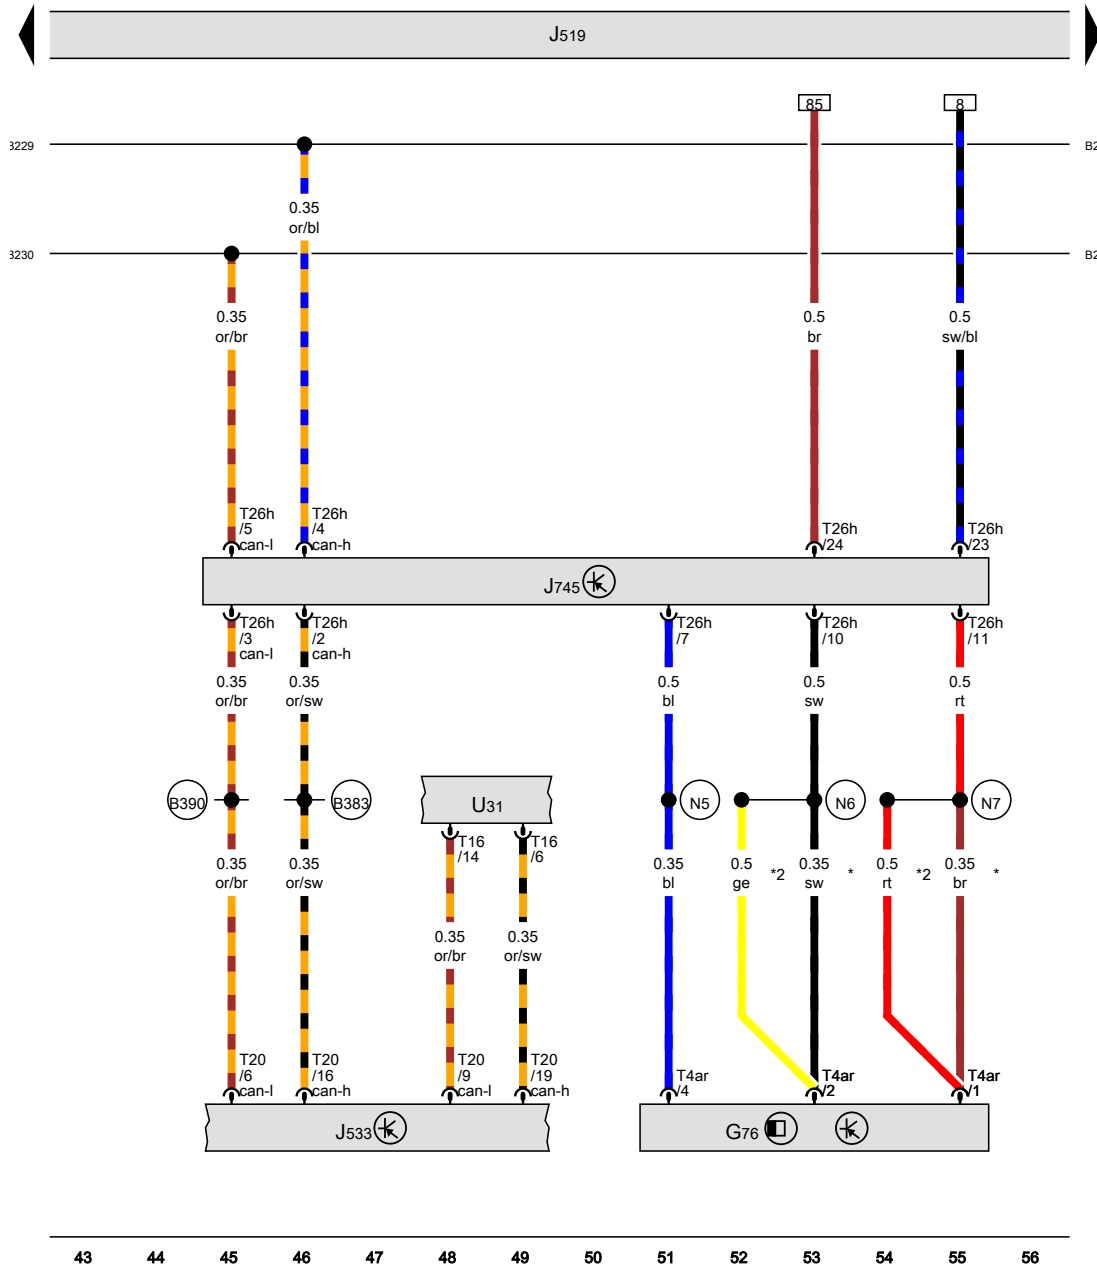 J519
85
8
B229
0.35
or/bl
B230
0.35
or/br
0.5
br
0.5
sw/bl
T26h
/5
can-l
T26h
/4
can-h
T26h
/24
T26h
/23
J745
T26h
/3
can-l
T26h
/2
can-h
T26h
/7
T26h
/10
T26h
/11
0.35
or/br
0.35
or/sw
0.5
bl
0.5
sw
0.5
rt
B390
B383
U31
N5
N6
N7
T16
/14
T16
/6
0.35
or/br
0.35
or/sw
0.35
bl
0.5
ge
*2
0.35
sw
*
0.5
rt
*2
0.35
br
*
0.35
or/br
0.35
or/sw
T20
/6
can-l
T20
/16
can-h
T20
/9
can-l
T20
/19
can-h
T4ar
/4
T4ar
/2
T4ar
/1
J533
G76
43 44 45 46 47 48 49 50 51 52 53 54 55 56